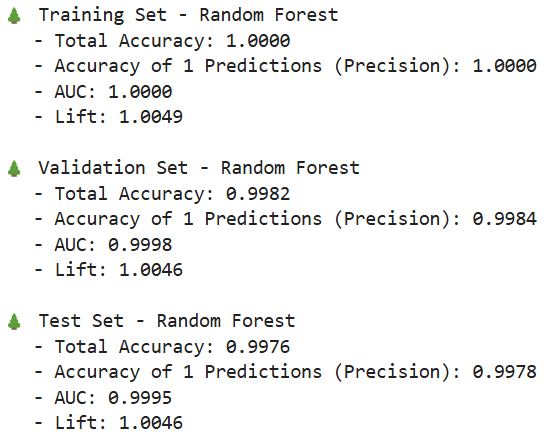 🌲 Training Set - Random Forest
- Total Accuracy: 1.0000
- Accuracy of 1 Predictions (Precision): 1.0000
- AUC: 1.0000
- Lift: 1.0049
🌲 Validation Set - Random Forest
- Total Accuracy: 0.9982
- Accuracy of 1 Predictions (Precision): 0.9984
- AUC: 0.9998
- Lift: 1.0046
🌲 Test Set - Random Forest
- Total Accuracy: 0.9976
- Accuracy of 1 Predictions (Precision): 0.9978
- AUC: 0.9995
- Lift: 1.0046